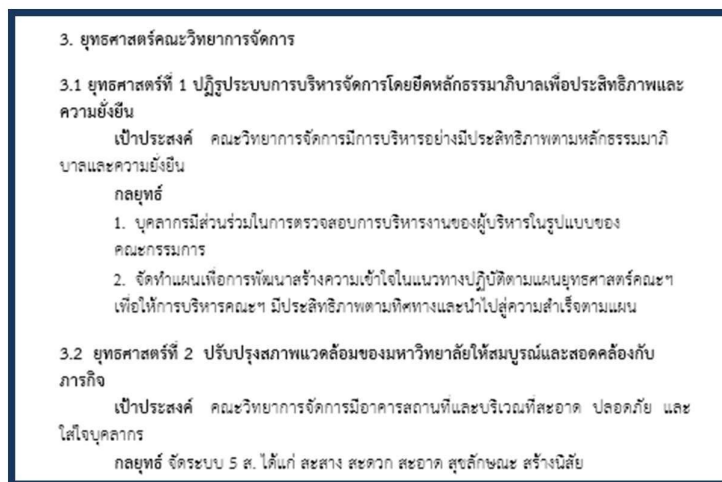 3. ยุทธศาสตร์คณะวิทยาการจัดการ
3.1 ยุทธศาสตร์ที่ 1 ปฏิรูประบบการบริหารจัดการโดยยึดหลักธรรมาภิบาลเพื่อประสิทธิภาพและ
ความยั่งยืน
เป้าประสงค์ คณะวิทยาการจัดการมีการบริหารอย่างมีประสิทธิภาพตามหลักธรรมมาภิ
บาลและความยั่งยืน
กลยุทธ์
1. บุคลากรมีส่วนร่วมในการตรวจสอบการบริหารงานของผู้บริหารในรูปแบบของ
คณะกรรมการ
2. จัดทำแผนเพื่อการพัฒนาสร้างความเข้าใจในแนวทางปฏิบัติตามแผนยุทธศาสตร์คณะฯ
เพื่อให้การบริหารคณะฯ มีประสิทธิภาพตามทิศทางและนำไปสู่ความสำเร็จตามแผน
3.2 ยุทธศาสตร์ที่ 2 ปรับปรุงสภาพแวดล้อมของมหาวิทยาลัยให้สมบูรณ์และสอดคล้องกับ
ภารกิจ
เป้าประสงค์ คณะวิทยาการจัดการมีอาคารสถานที่และบริเวณที่สะอาด ปลอดภัย และ
ใส่ใจบุคลากร
กลยุทธ์ จัดระบบ 5 ส. ได้แก่ สะสาง สะดวก สะอาด สุขลักษณะ สร้างนิสัย